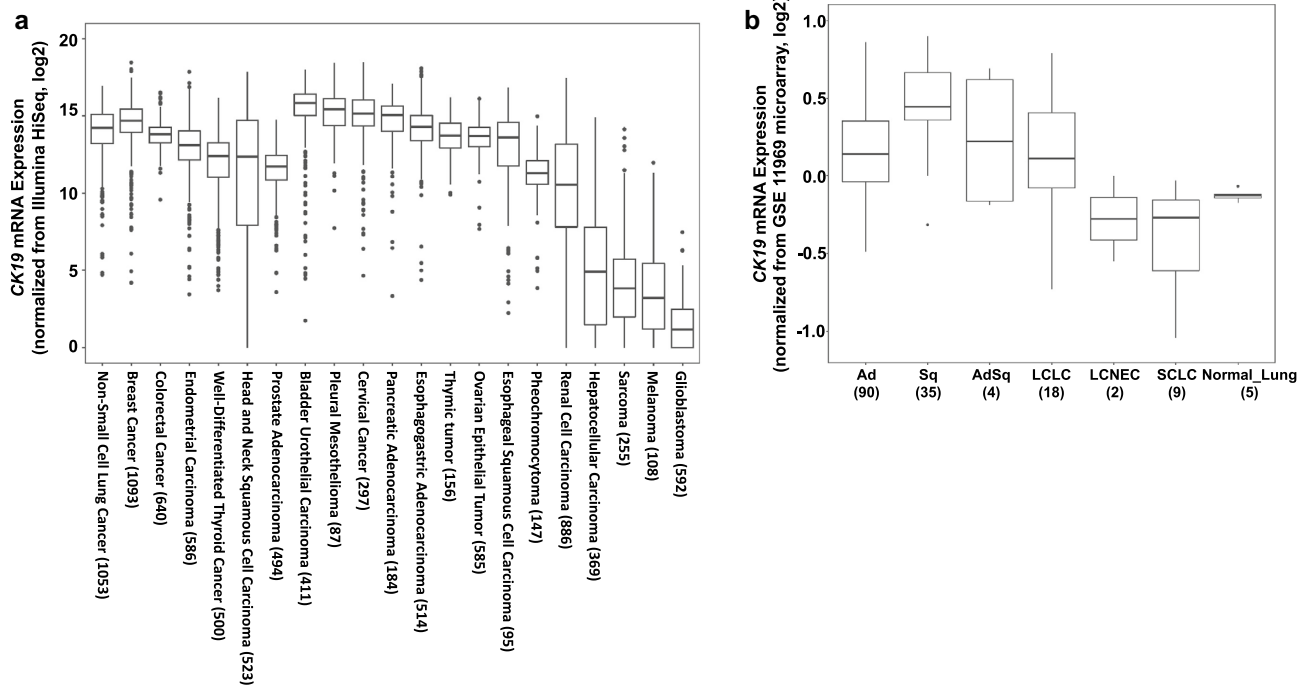 a
CK19 mRNA Expression
(normalized from Illumina HiSeq, log2)
20
15
10
5
0
Non-Small Cell Lung Cancer (1053)
Breast Cancer (1093)
Colorectal Cancer (640)
Endometrial Carcinoma (586)
Well-Differentiated Thyroid Cancer (500)
Head and Neck Squamous Cell Carcinoma (523)
Prostate Adenocarcinoma (494)
Bladder Urothelial Carcinoma (411)
Pleural Mesothelioma (87)
Cervical Cancer (297)
Pancreatic Adenocarcinoma (184)
Esophagogastric Adenocarcinoma (514)
Thymic tumor (156)
Ovarian Epithelial Tumor (585)
Esophageal Squamous Cell Carcinoma (95)
Pheochromocytoma (147)
Renal Cell Carcinoma (886)
Hepatocellular Carcinoma (369)
Sarcoma (255)
Melanoma (108)
Glioblastoma (592)
b
CK19 mRNA Expression
(normalized from GSE 11969 microarray, log2)
1.0
0.5
0.0
-0.5
-1.0
Ad Sq AdSq LCLC LCNEC SCLC Normal_Lung
(90) (35) (4) (18) (2) (9) (5)